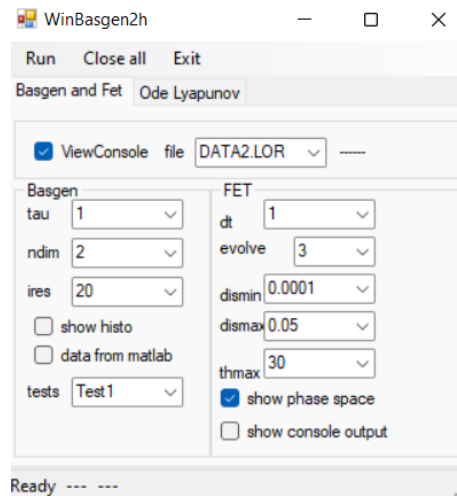 WinBasgen2h
Run Close all Exit
Basgen and Fet Ode Lyapunov
ViewConsole file DATA2.LOR ------
Basgen
tau 1
ndim 2
ires 20
show histo
data from matlab
tests Test1
FET
dt 1
evolve 3
dismin 0.0001
dismax 0.05
thmax 30
show phase space
show console output
Ready --- ---